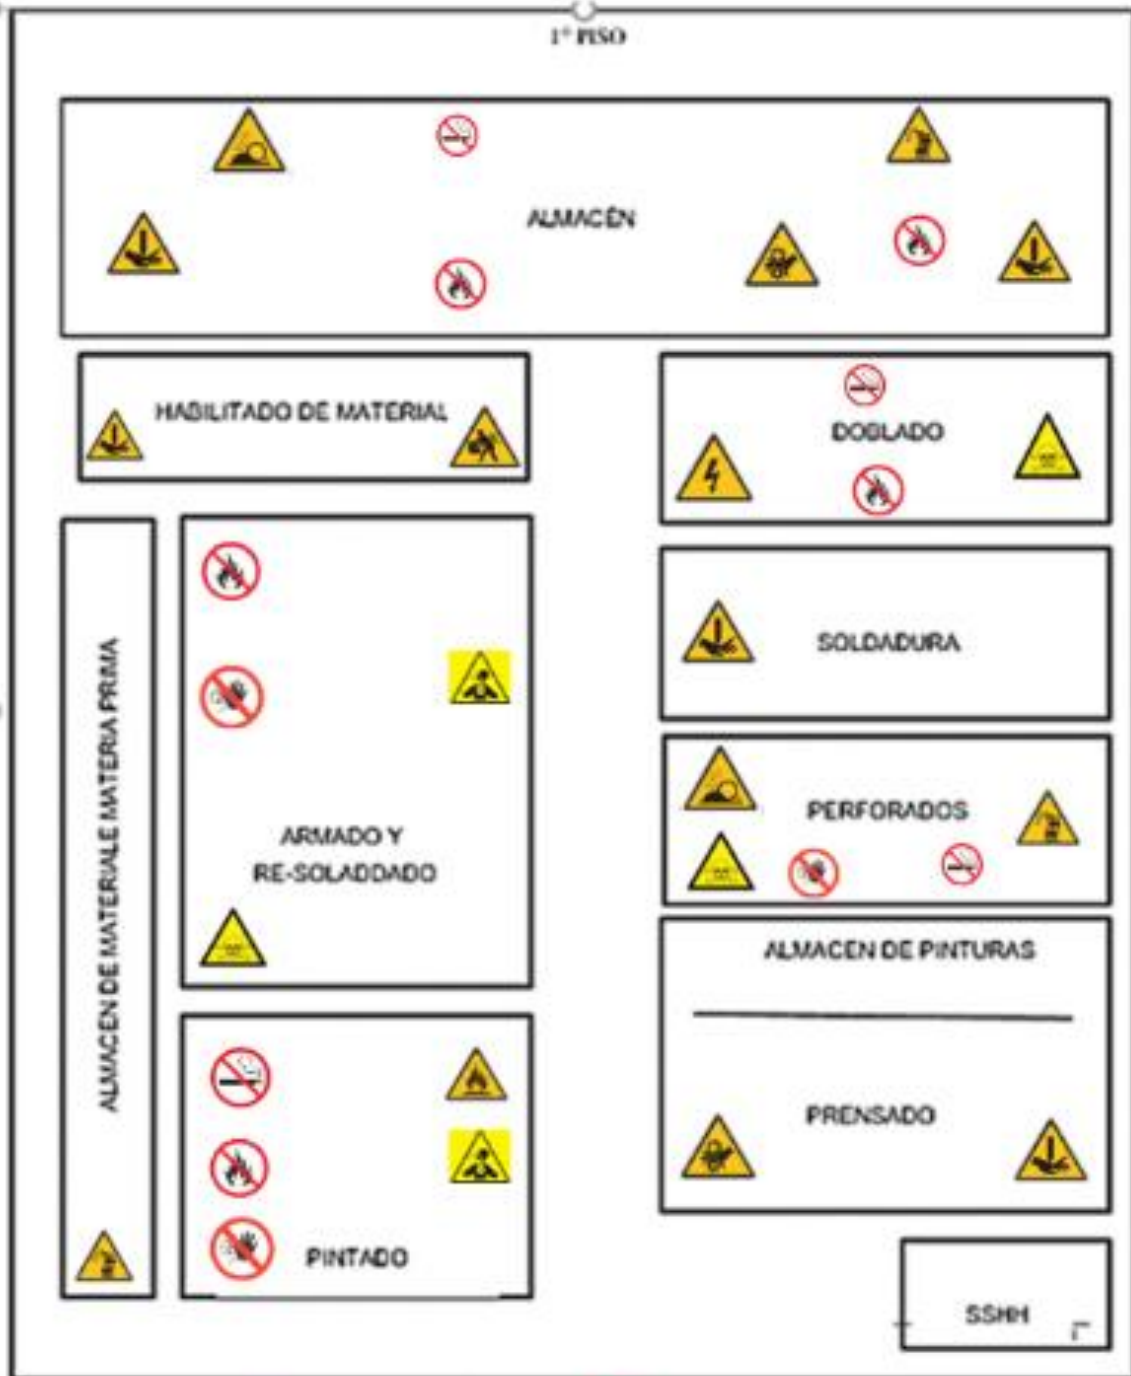 1° PISO
ALMACÉN
HABILITADO DE MATERIAL
DOBLADO
SOLDADURA
ALMACEN DE MATERIALE MATERIA PRIMA
ARMADO Y
RE-SOLADDADO
PERFORADOS
ALMACEN DE PINTURAS
PRENSADO
PINTADO
SSHH